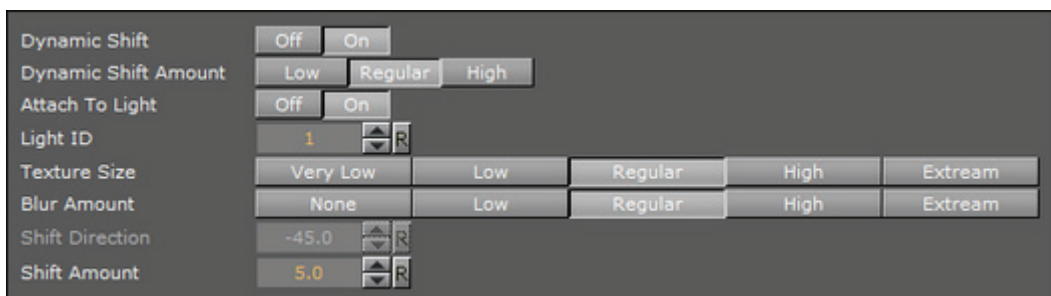 Dynamic Shift Off On
Dynamic Shift Amount Low Regular High
Attach To Light Off On
Light ID 1 R
Texture Size Very Low Low Regular High Extream
Blur Amount None Low Regular High Extream
Shift Direction -45.0 R
Shift Amount 5.0 R